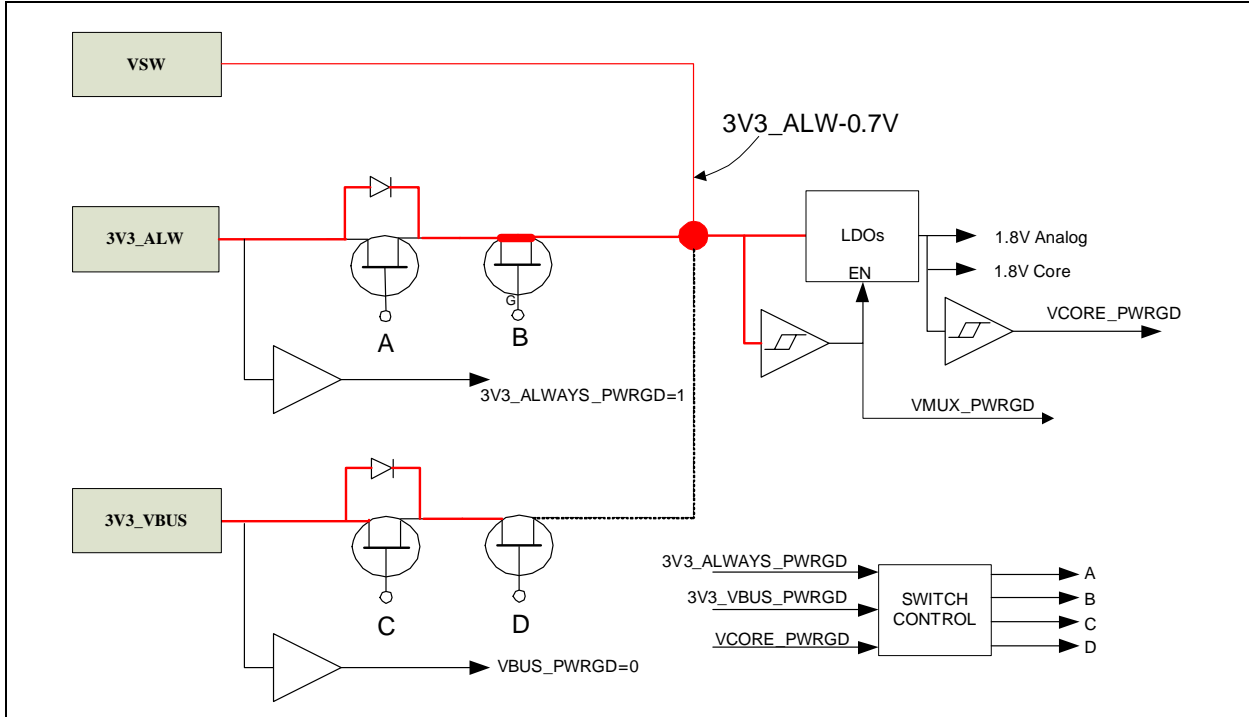 VSW
3V3_ALW-0.7V
3V3_ALW
LDOs
EN
1.8V Analog
1.8V Core
G
A
B
VCORE_PWRGD
3V3_ALWAYS_PWRGD=1
VMUX_PWRGD
3V3_VBUS
C
D
VBUS_PWRGD=0
3V3_ALWAYS_PWRGD
3V3_VBUS_PWRGD
VCORE_PWRGD
SWITCH
CONTROL
A
B
C
D